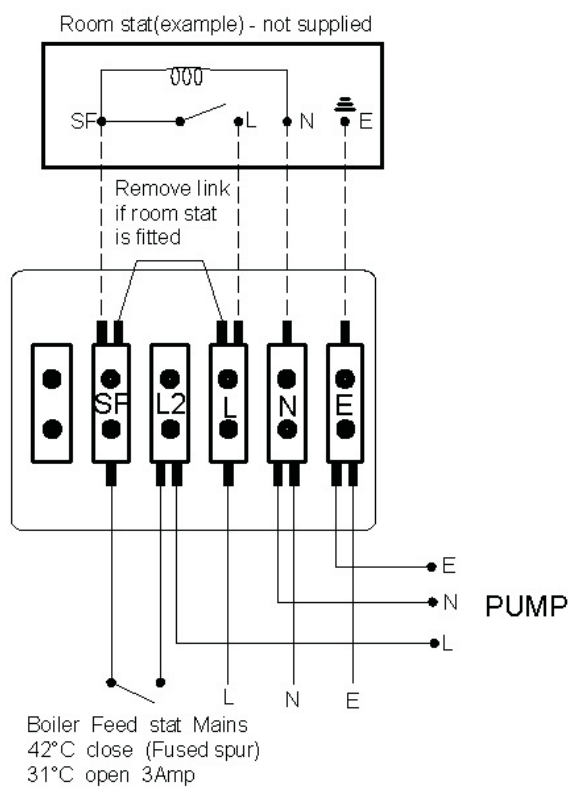 Room stat(example) - not supplied
SF L N E
Remove link
if room stat
is fitted
SF L2 L N E
E
N PUMP
L
L N E
Boiler Feed stat Mains
42°C close (Fused spur)
31°C open 3Amp